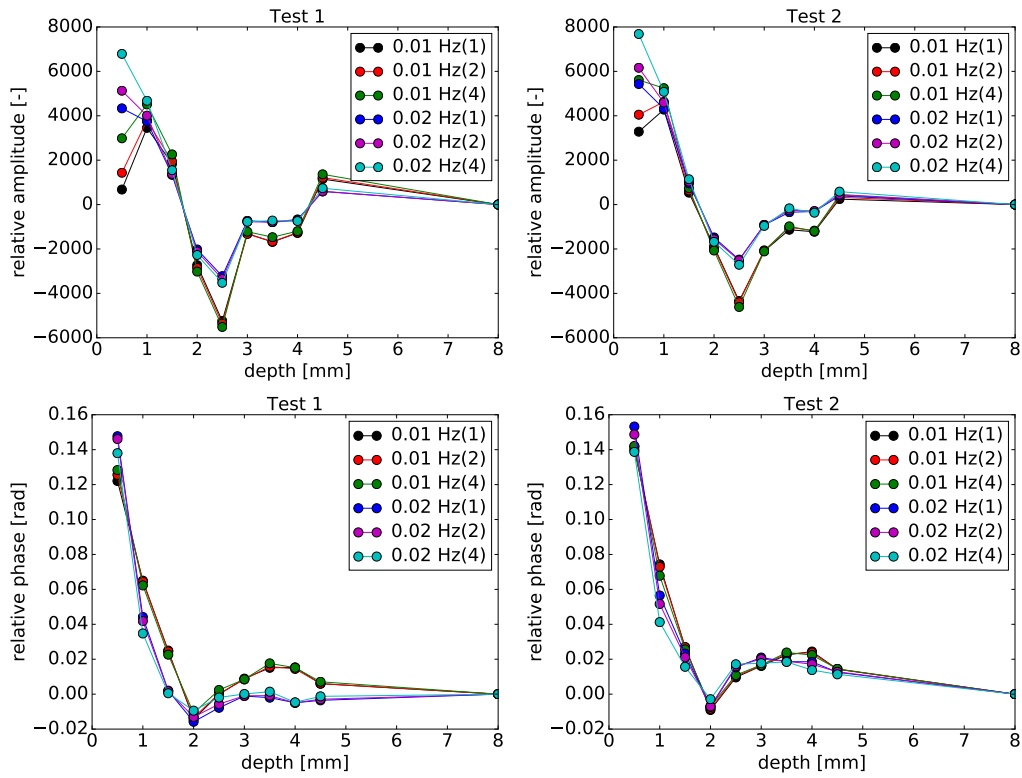 Test 1
relative amplitude [-]
8000
6000
4000
2000
0
−2000
−4000
−6000
0 1 2 3 4 5 6 7 8
depth [mm]
0.01 Hz(1)
0.01 Hz(2)
0.01 Hz(4)
0.02 Hz(1)
0.02 Hz(2)
0.02 Hz(4)
Test 2
relative amplitude [-]
8000
6000
4000
2000
0
−2000
−4000
−6000
0 1 2 3 4 5 6 7 8
depth [mm]
0.01 Hz(1)
0.01 Hz(2)
0.01 Hz(4)
0.02 Hz(1)
0.02 Hz(2)
0.02 Hz(4)
Test 1
relative phase [rad]
0.16
0.14
0.12
0.10
0.08
0.06
0.04
0.02
0.00
−0.02
0 1 2 3 4 5 6 7 8
depth [mm]
0.01 Hz(1)
0.01 Hz(2)
0.01 Hz(4)
0.02 Hz(1)
0.02 Hz(2)
0.02 Hz(4)
Test 2
relative phase [rad]
0.16
0.14
0.12
0.10
0.08
0.06
0.04
0.02
0.00
−0.02
0 1 2 3 4 5 6 7 8
depth [mm]
0.01 Hz(1)
0.01 Hz(2)
0.01 Hz(4)
0.02 Hz(1)
0.02 Hz(2)
0.02 Hz(4)